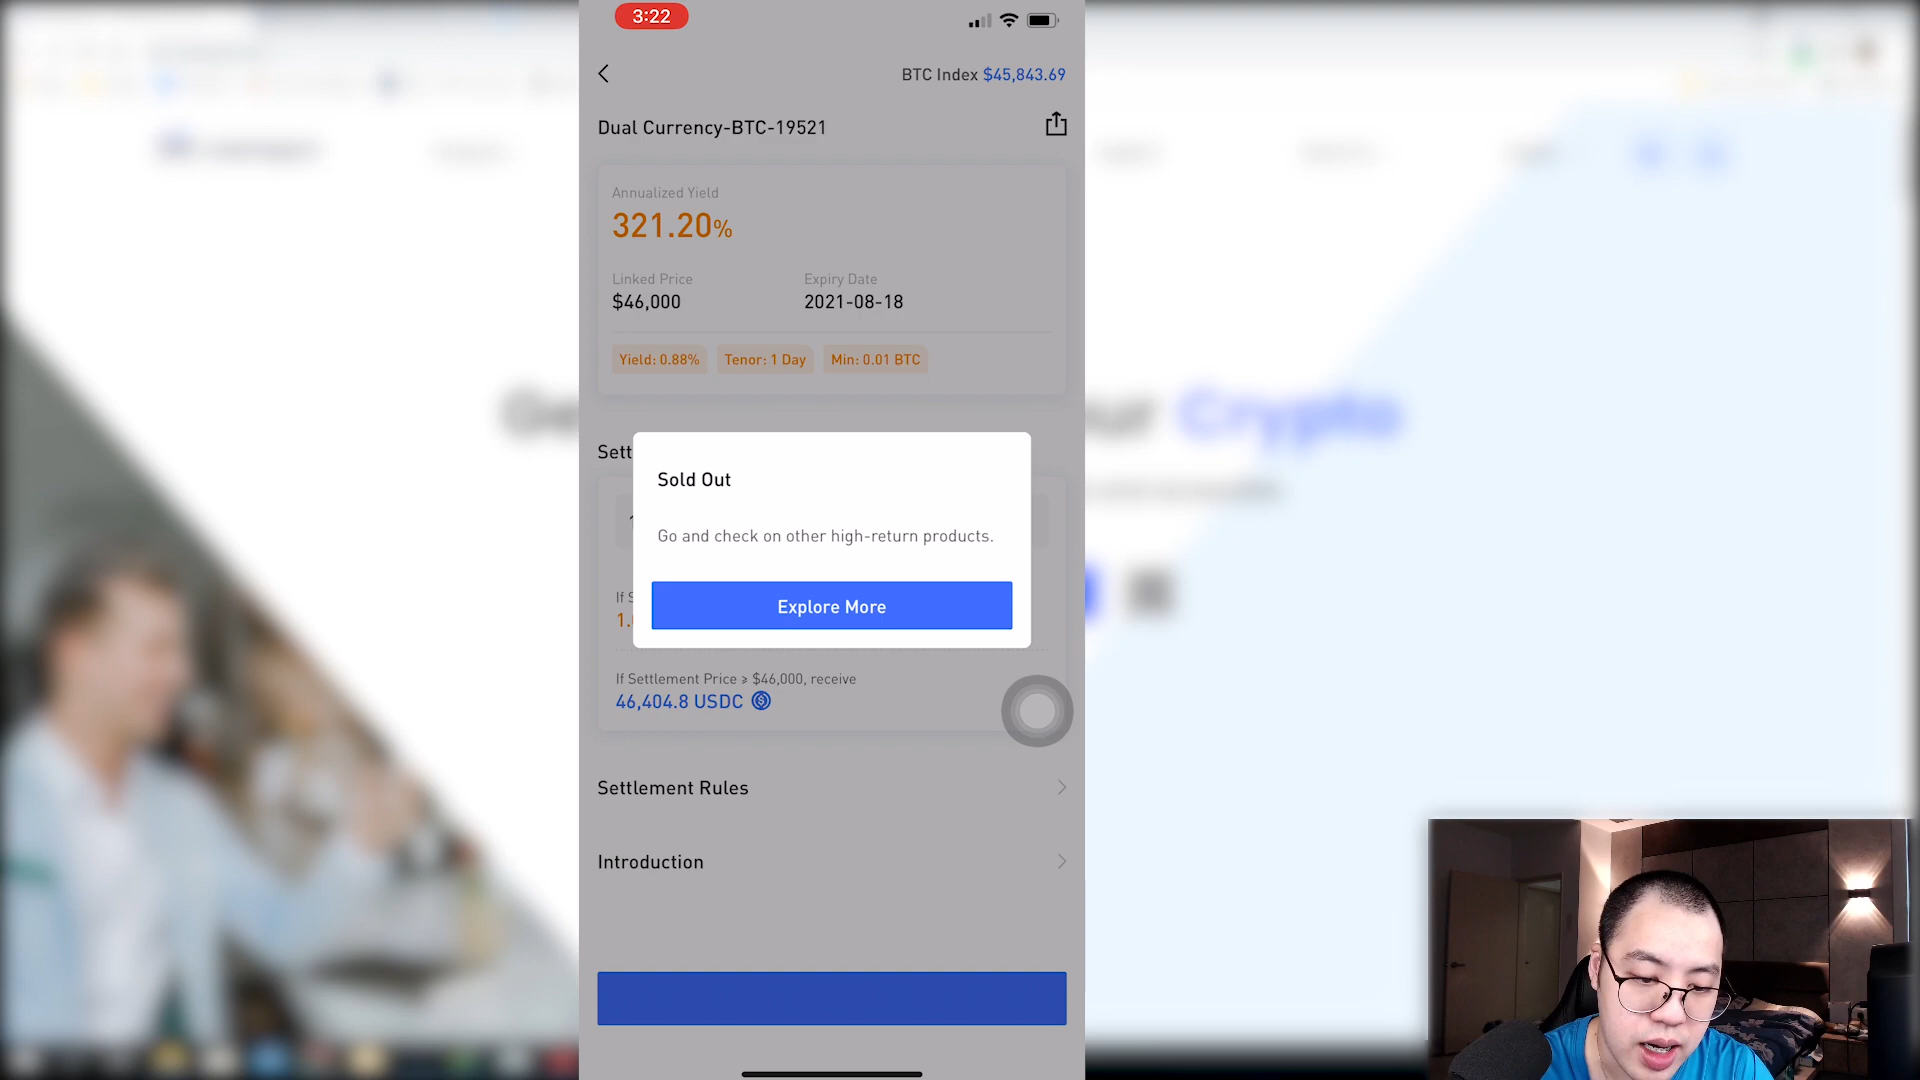 3:22
BTC Index $45,843.69
Dual Currency-BTC-19521
Annualized Yield
321.20%
Linked Price
Expiry Date
$46,000
2021-08-18
Yield: 0.88%
Tenor: 1 Day
Min: 0.01 BTC
Sett
Sold Out
Go and check on other high-return products.
If S
1.
Explore More
If Settlement Price ≥ $46,000, receive
46,404.8 USDC
Settlement Rules
Introduction
Crypto